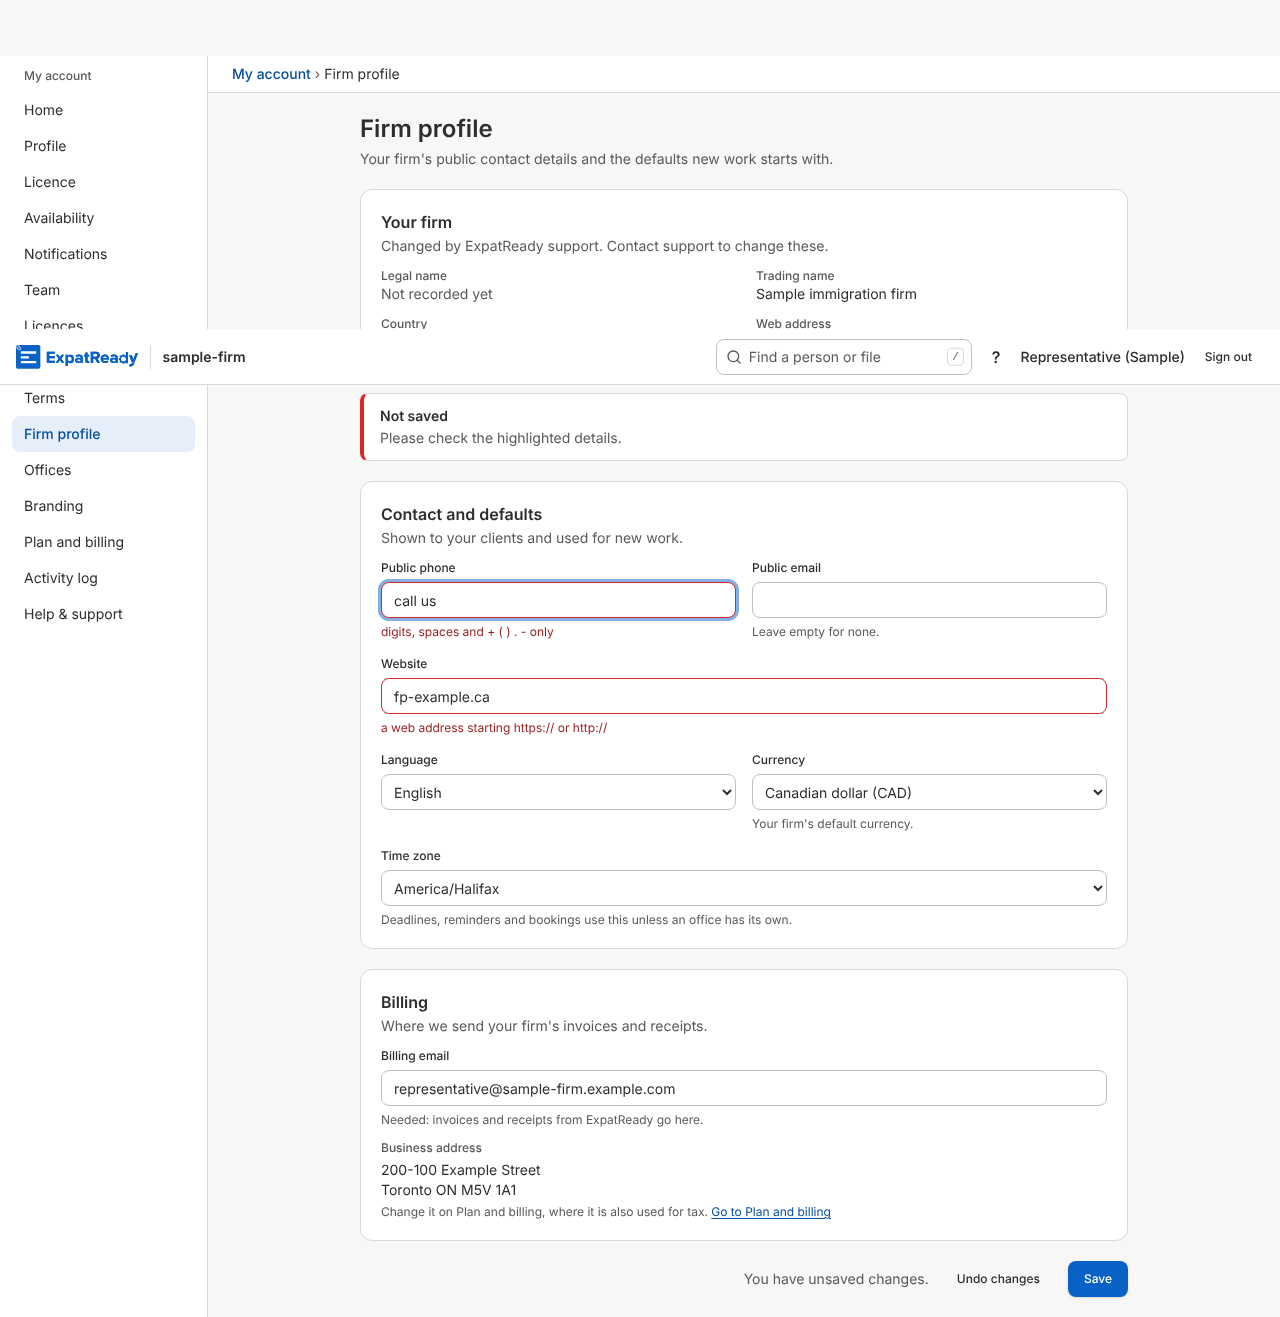 My account
Home
Profile
Licence
Availability
Notifications
Team
Licences
My account › Firm profile
Firm profile
Your firm's public contact details and the defaults new work starts with.
Your firm
Changed by ExpatReady support. Contact support to change these.
Legal name
Not recorded yet
Trading name
Sample immigration firm
Country
Web address
ExpatReady
sample-firm
Find a person or file
/
?
Representative (Sample)
Sign out
Terms
Firm profile
Offices
Branding
Plan and billing
Activity log
Help & support
Not saved
Please check the highlighted details.
Contact and defaults
Shown to your clients and used for new work.
Public phone
call us
digits, spaces and + ( ) . - only
Public email
Leave empty for none.
Website
fp-example.ca
a web address starting https:// or http://
Language
English
Currency
Canadian dollar (CAD)
Your firm's default currency.
Time zone
America/Halifax
Deadlines, reminders and bookings use this unless an office has its own.
Billing
Where we send your firm's invoices and receipts.
Billing email
representative@sample-firm.example.com
Needed: invoices and receipts from ExpatReady go here.
Business address
200-100 Example Street
Toronto ON M5V 1A1
Change it on Plan and billing, where it is also used for tax. Go to Plan and billing
You have unsaved changes.
Undo changes
Save